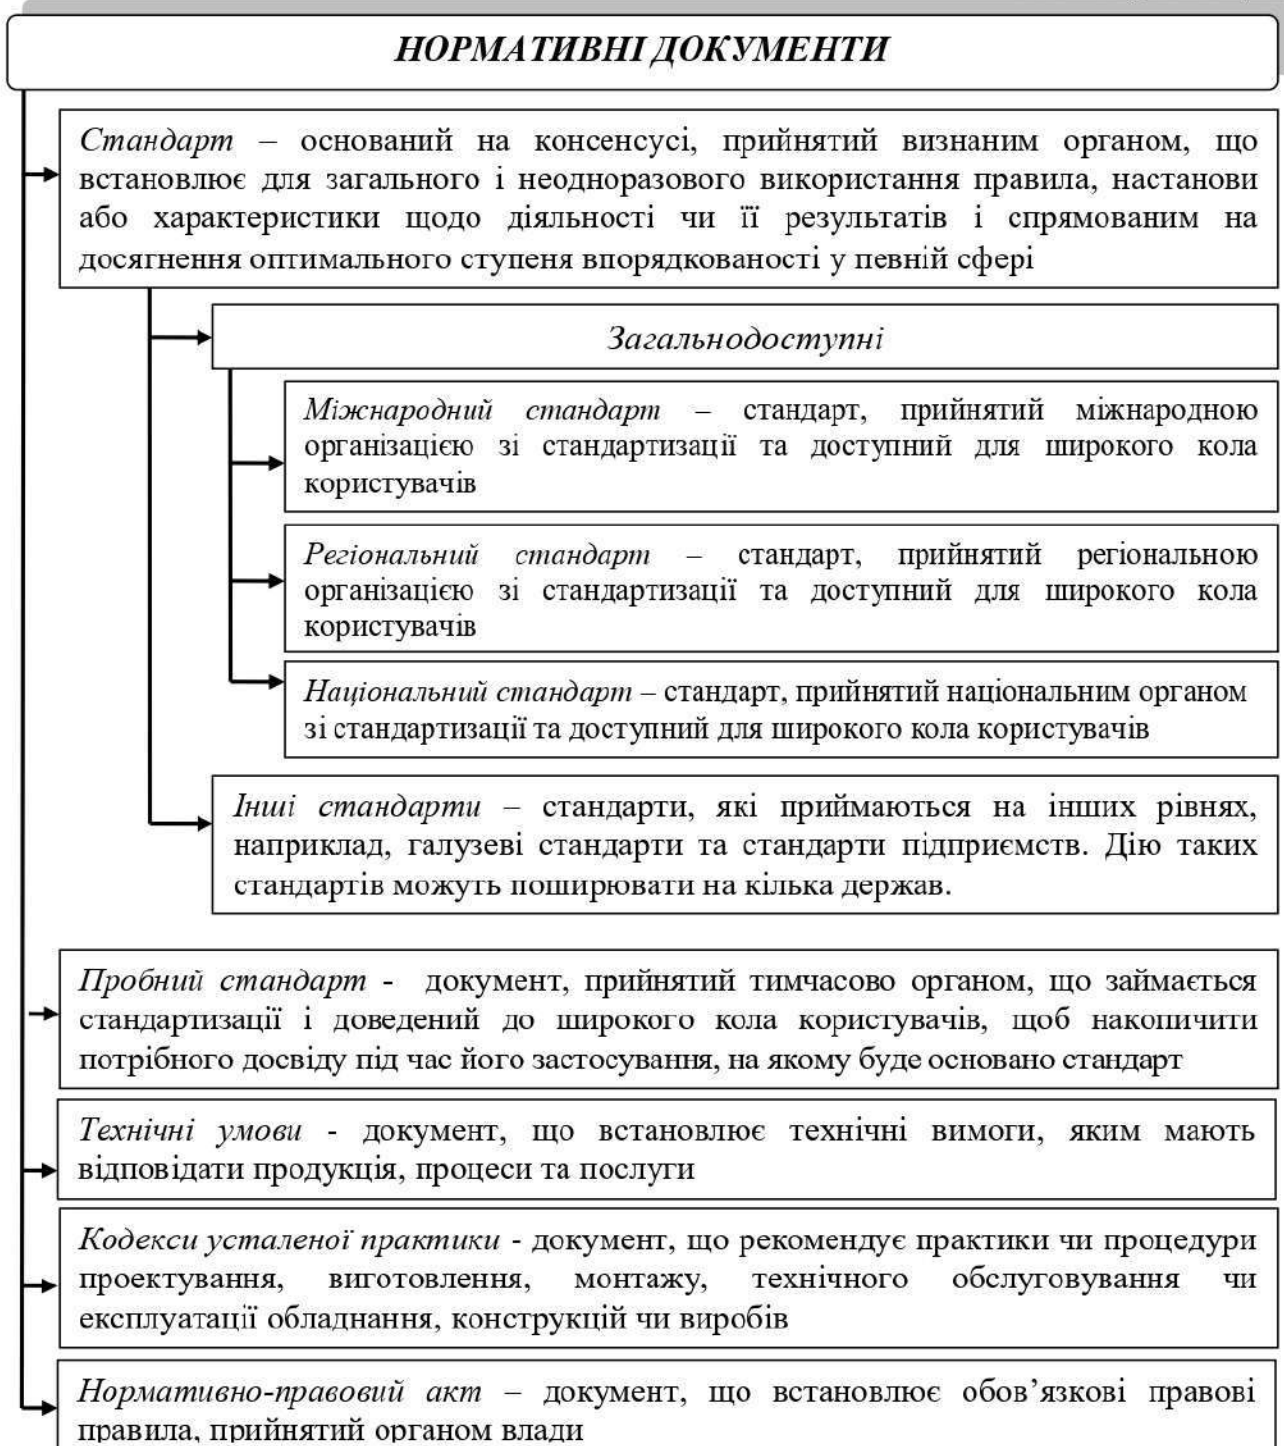 НОРМАТИВНІ ДОКУМЕНТИ
Стандарт – оснований на консенсусі, прийнятий визнаним органом, що
встановлює для загального і неодноразового використання правила, настанови
або характеристики щодо діяльності чи її результатів і спрямованим на
досягнення оптимального ступеня впорядкованості у певній сфері
Загальнодоступні
Міжнародний стандарт – стандарт, прийнятий міжнародною
організацією зі стандартизації та доступний для широкого кола
користувачів
Регіональний стандарт – стандарт, прийнятий регіональною
організацією зі стандартизації та доступний для широкого кола
користувачів
Національний стандарт – стандарт, прийнятий національним органом
зі стандартизації та доступний для широкого кола користувачів
Інші стандарти – стандарти, які приймаються на інших рівнях,
наприклад, галузеві стандарти та стандарти підприємств. Дію таких
стандартів можуть поширювати на кілька держав.
Пробний стандарт - документ, прийнятий тимчасово органом, що займається
стандартизації і доведений до широкого кола користувачів, щоб накопичити
потрібного досвіду під час його застосування, на якому буде основано стандарт
Технічні умови - документ, що встановлює технічні вимоги, яким мають
відповідати продукція, процеси та послуги
Кодекси усталеної практики - документ, що рекомендує практики чи процедури
проектування, виготовлення, монтажу, технічного обслуговування чи
експлуатації обладнання, конструкцій чи виробів
Нормативно-правовий акт – документ, що встановлює обов’язкові правові
правила, прийнятий органом влади